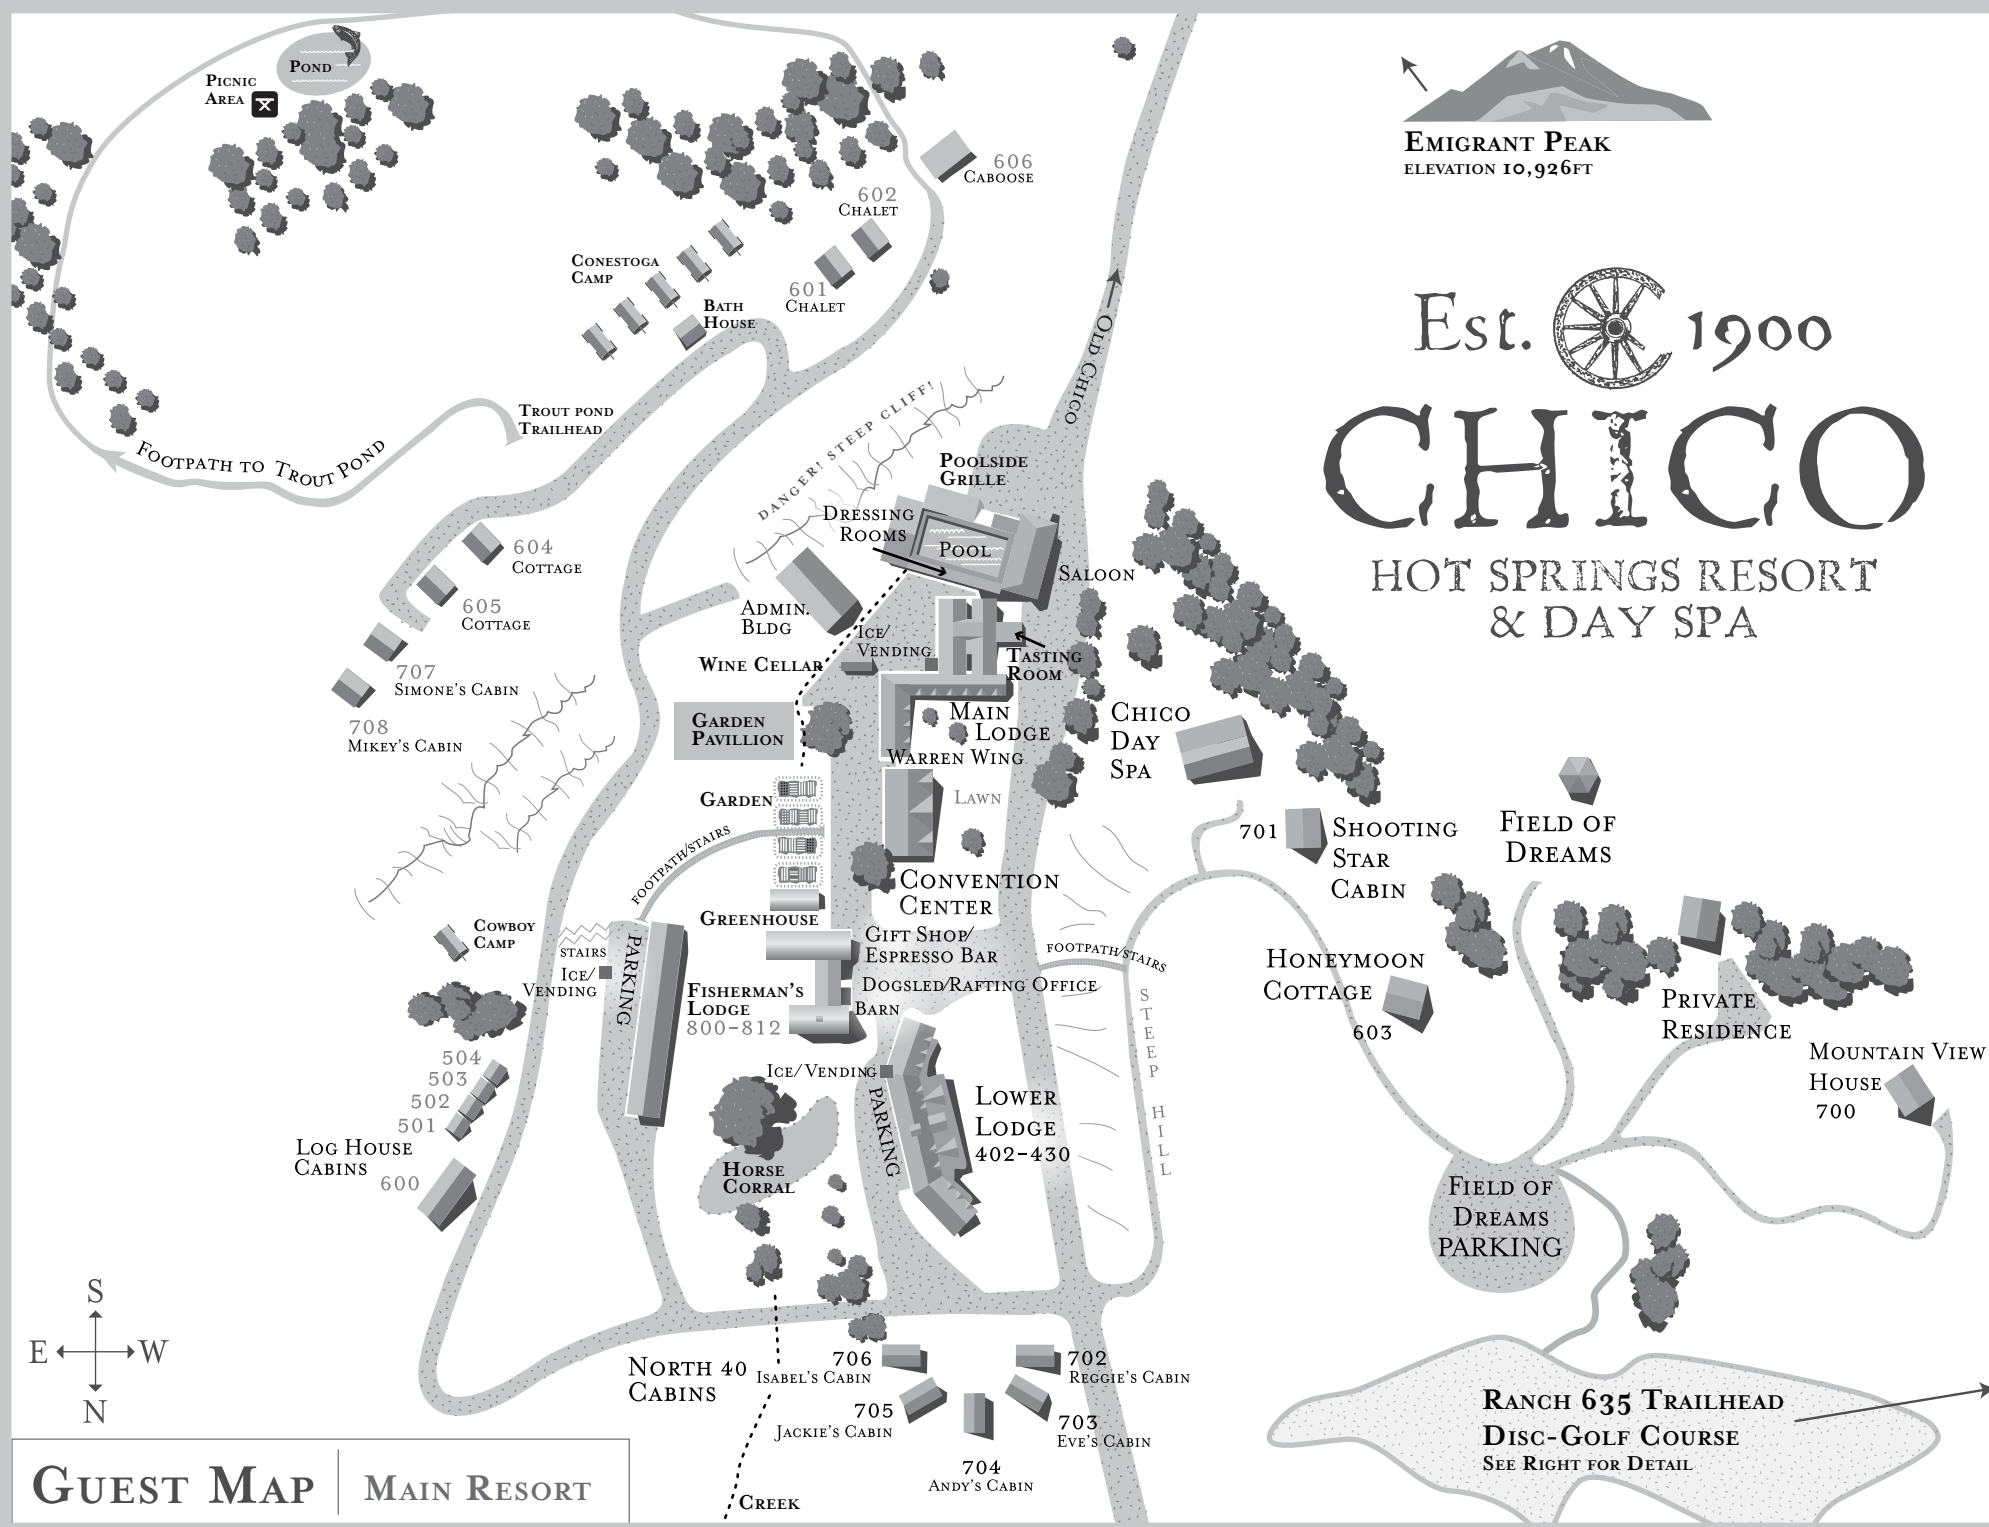 Pond
Picnic
Area
Emigrant Peak
elevation 10,926ft
606
Caboose
602
Chalet
Conestoga
Camp
601
Chalet
Bath
House
Est. 1900
CHICO
HOT SPRINGS RESORT
& DAY SPA
Old Chico
Trout pond
Trailhead
Footpath to Trout Pond
DANGER! STEEP CLIFF!
Poolside
Grille
Dressing
Rooms
Pool
Saloon
604
Cottage
605
Cottage
707
Simone's Cabin
708
Mikey's Cabin
Admin.
Bldg
Ice/
Vending
Wine Cellar
Tasting
Room
Garden
Pavillion
Main
Lodge
Warren Wing
Chico
Day
Spa
Garden
Lawn
footpath/stairs
701
Shooting
Star
Cabin
Field of
Dreams
Convention
Center
Greenhouse
Cowboy
Camp
stairs
Ice/
Vending
PARKING
Gift Shop/
Espresso Bar
Dogsled/Rafting Office
Barn
Fisherman's
Lodge
800-812
footpath/stairs
STEEP HILL
Honeymoon
Cottage
603
Private
Residence
Mountain View
House
700
504
503
502
501
Log House
Cabins
600
Ice/Vending
PARKING
Lower
Lodge
402-430
Horse
Corral
Field of
Dreams
PARKING
S
E W
N
North 40
Cabins
706
Isabel's Cabin
702
Reggie's Cabin
705
Jackie's Cabin
703
Eve's Cabin
704
Andy's Cabin
Creek
Ranch 635 Trailhead
Disc-Golf Course
See Right for Detail
Guest Map | Main Resort